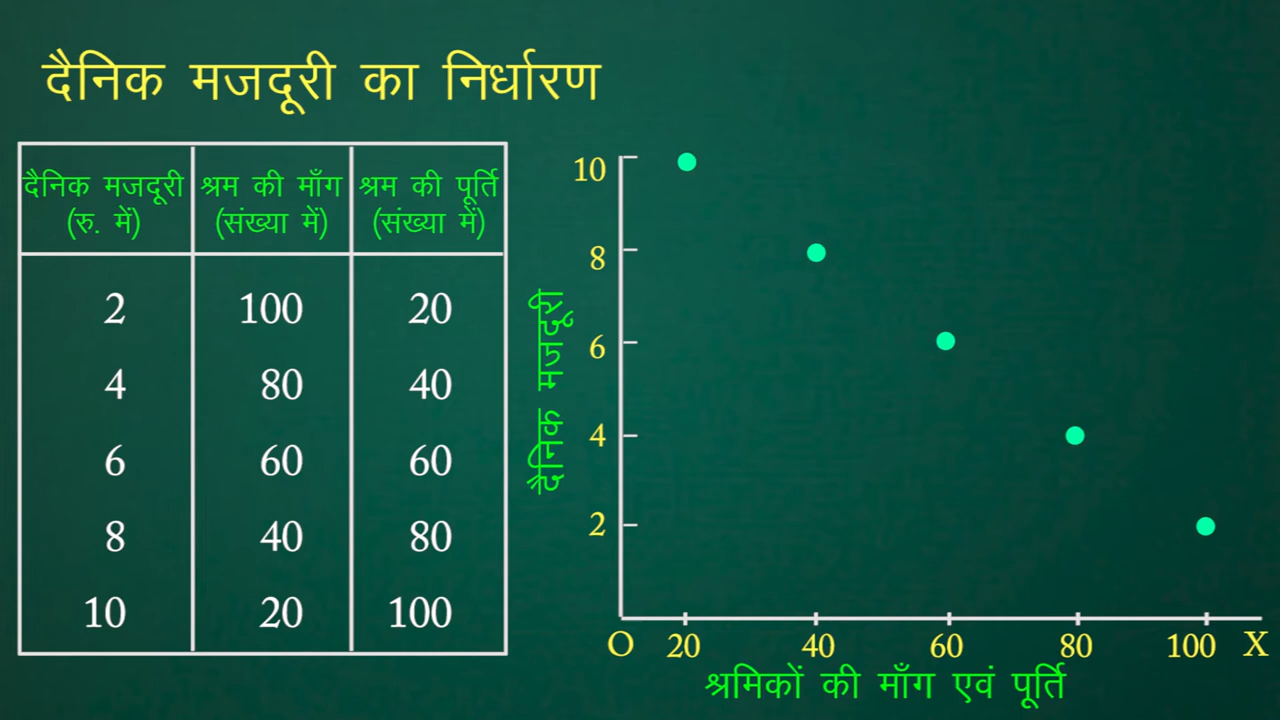 दैनिक मजदूरी का निर्धारण
दैनिक मजदूरी श्रम की माँग श्रम की पूर्ति
(रु. में) (संख्या में) (संख्या में)
2 100 20
4 80 40
6 60 60
8 40 80
10 20 100
दैनिक मजदूरी
10
8
6
4
2
O 20 40 60 80 100 X
श्रमिकों की माँग एवं पूर्ति